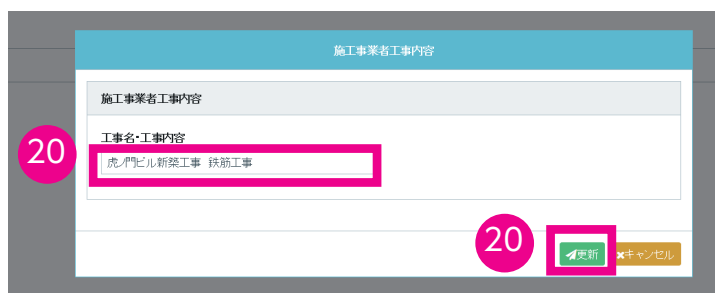 施工事業者工事内容
施工事業者工事内容
工事名・工事内容
20
虎ノ門ビル新築工事 鉄筋工事
20
更新
×キャンセル